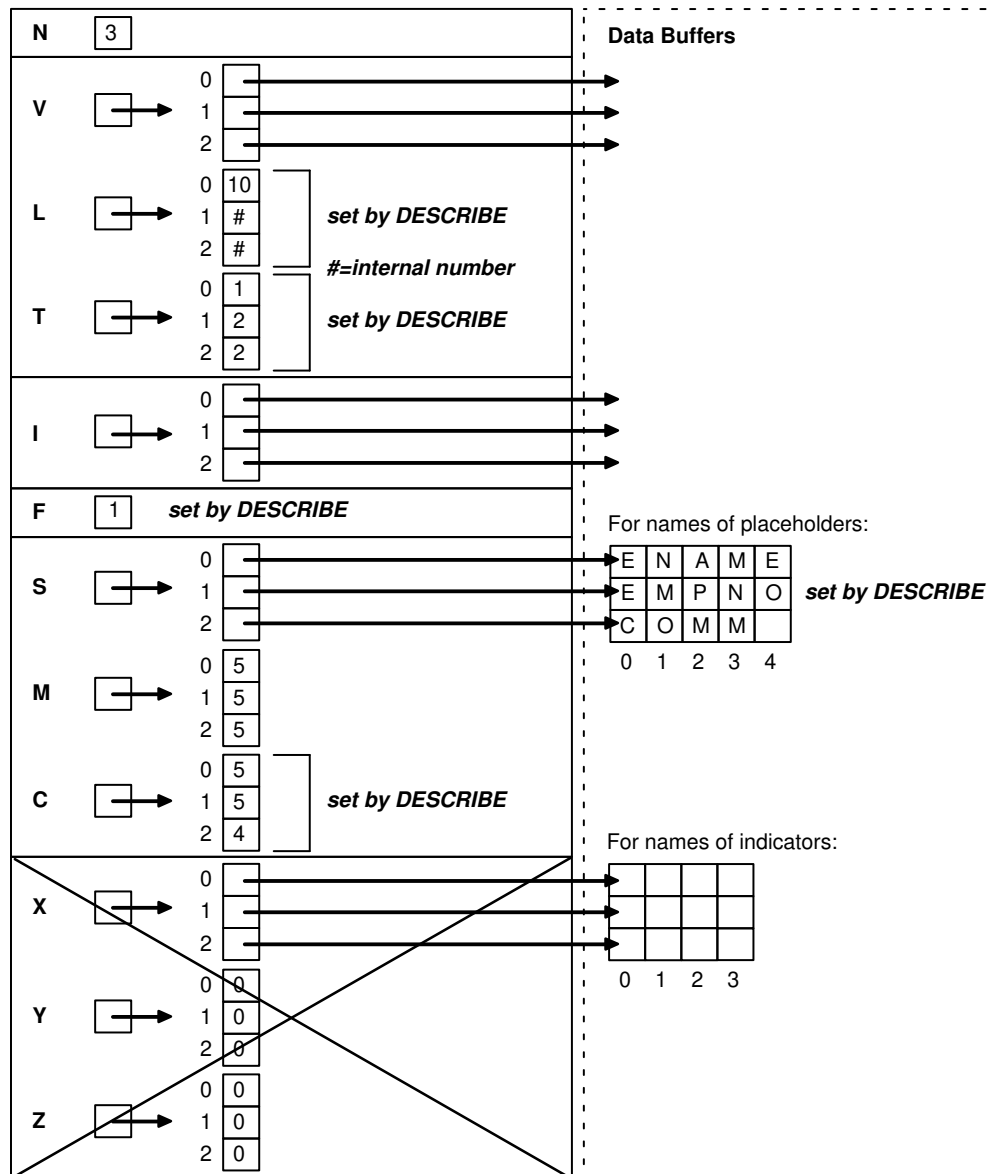 N 3
Data Buffers
0
V 1
2
0 10
L 1 # set by DESCRIBE
2 #
#=internal number
0 1
T 1 2 set by DESCRIBE
2 2
0
I 1
2
F 1 set by DESCRIBE
For names of placeholders:
0 E N A M E
S 1 E M P N O set by DESCRIBE
2 C O M M
0 1 2 3 4
0 5
M 1 5
2 5
0 5
C 1 5 set by DESCRIBE
2 4
For names of indicators:
0
X 1
2
0 1 2 3
0 0
Y 1 0
2 0
0 0
Z 1 0
2 0